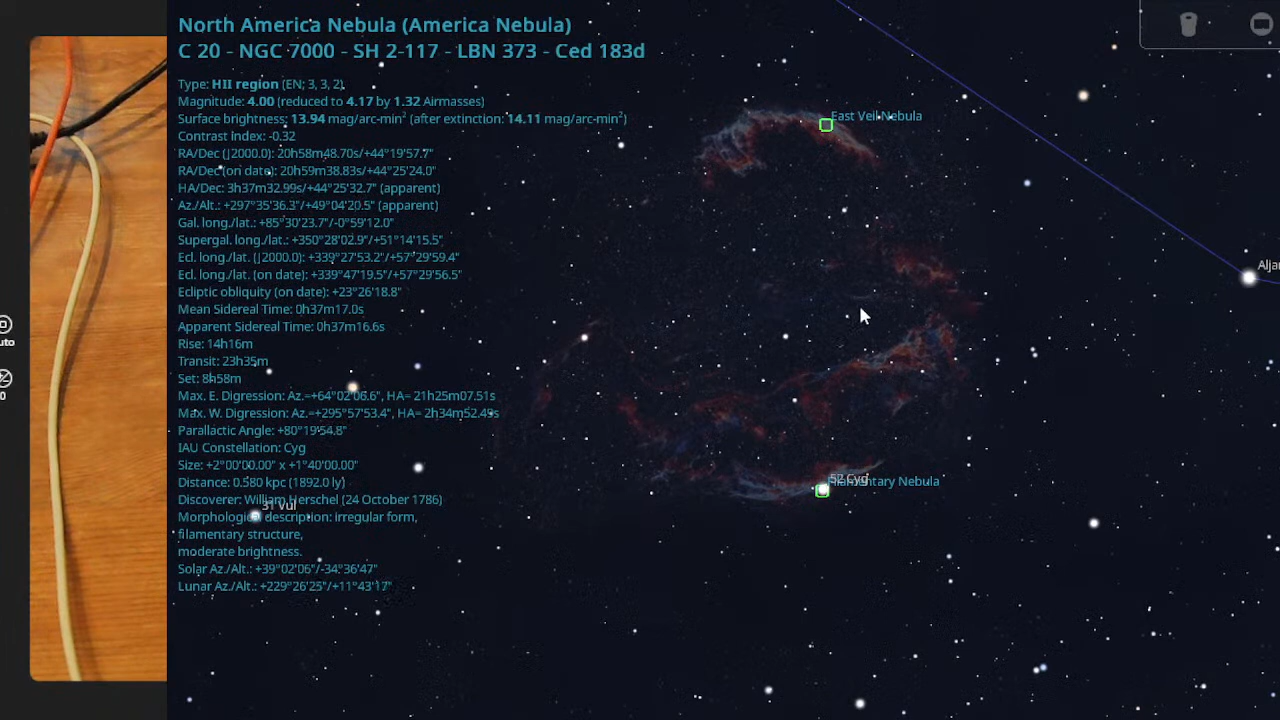 North America Nebula (America Nebula)
C 20 - NGC 7000 - SH 2-117 - LBN 373 - Ced 183d
Type: HII region (EN; 3, 3, 2)
Magnitude: 4.00 (reduced to 4.17 by 1.32 Airmasses)
Surface brightness: 13.94 mag/arc-min² (after extinction: 14.11 mag/arc-min²)
Contrast index: -0.32
RA/Dec (J2000.0): 20h58m48.70s/+44°19'57.7"
RA/Dec (on date): 20h59m38.83s/+44°25'24.0"
HA/Dec: 3h37m32.99s/+44°25'32.7" (apparent)
Az./Alt.: +297°35'36.3"/+49°04'20.5" (apparent)
Gal. long./lat.: +85°30'23.7"/-0°59'12.0"
Supergal. long./lat.: +350°28'02.9"/+51°14'15.5"
Ecl. long./lat. (J2000.0): +339°27'53.2"/+57°29'59.4"
Ecl. long./lat. (on date): +339°47'19.5"/+57°29'56.5"
Ecliptic obliquity (on date): +23°26'18.8"
Mean Sidereal Time: 0h37m17.0s
Apparent Sidereal Time: 0h37m16.6s
Rise: 14h16m
Transit: 23h35m
Set: 8h58m
Max. E. Digression: Az.=+64°02'06.6", HA= 21h25m07.51s
Max. W. Digression: Az.=+295°57'53.4", HA= 2h34m52.49s
Parallactic Angle: +80°19'54.8"
IAU Constellation: Cyg
Size: +2°00'00.00" x +1°40'00.00"
Distance: 0.580 kpc (1892.0 ly)
Discoverer: William Herschel (24 October 1786)
Morphological description: irregular form,
filamentary structure,
moderate brightness.
Solar Az./Alt.: +39°02'06"/-34°36'47"
Lunar Az./Alt.: +229°26'25"/+11°43'17"
East Veil Nebula
Alja
52 Cyg
Filamentary Nebula
31 Vul
uto
0